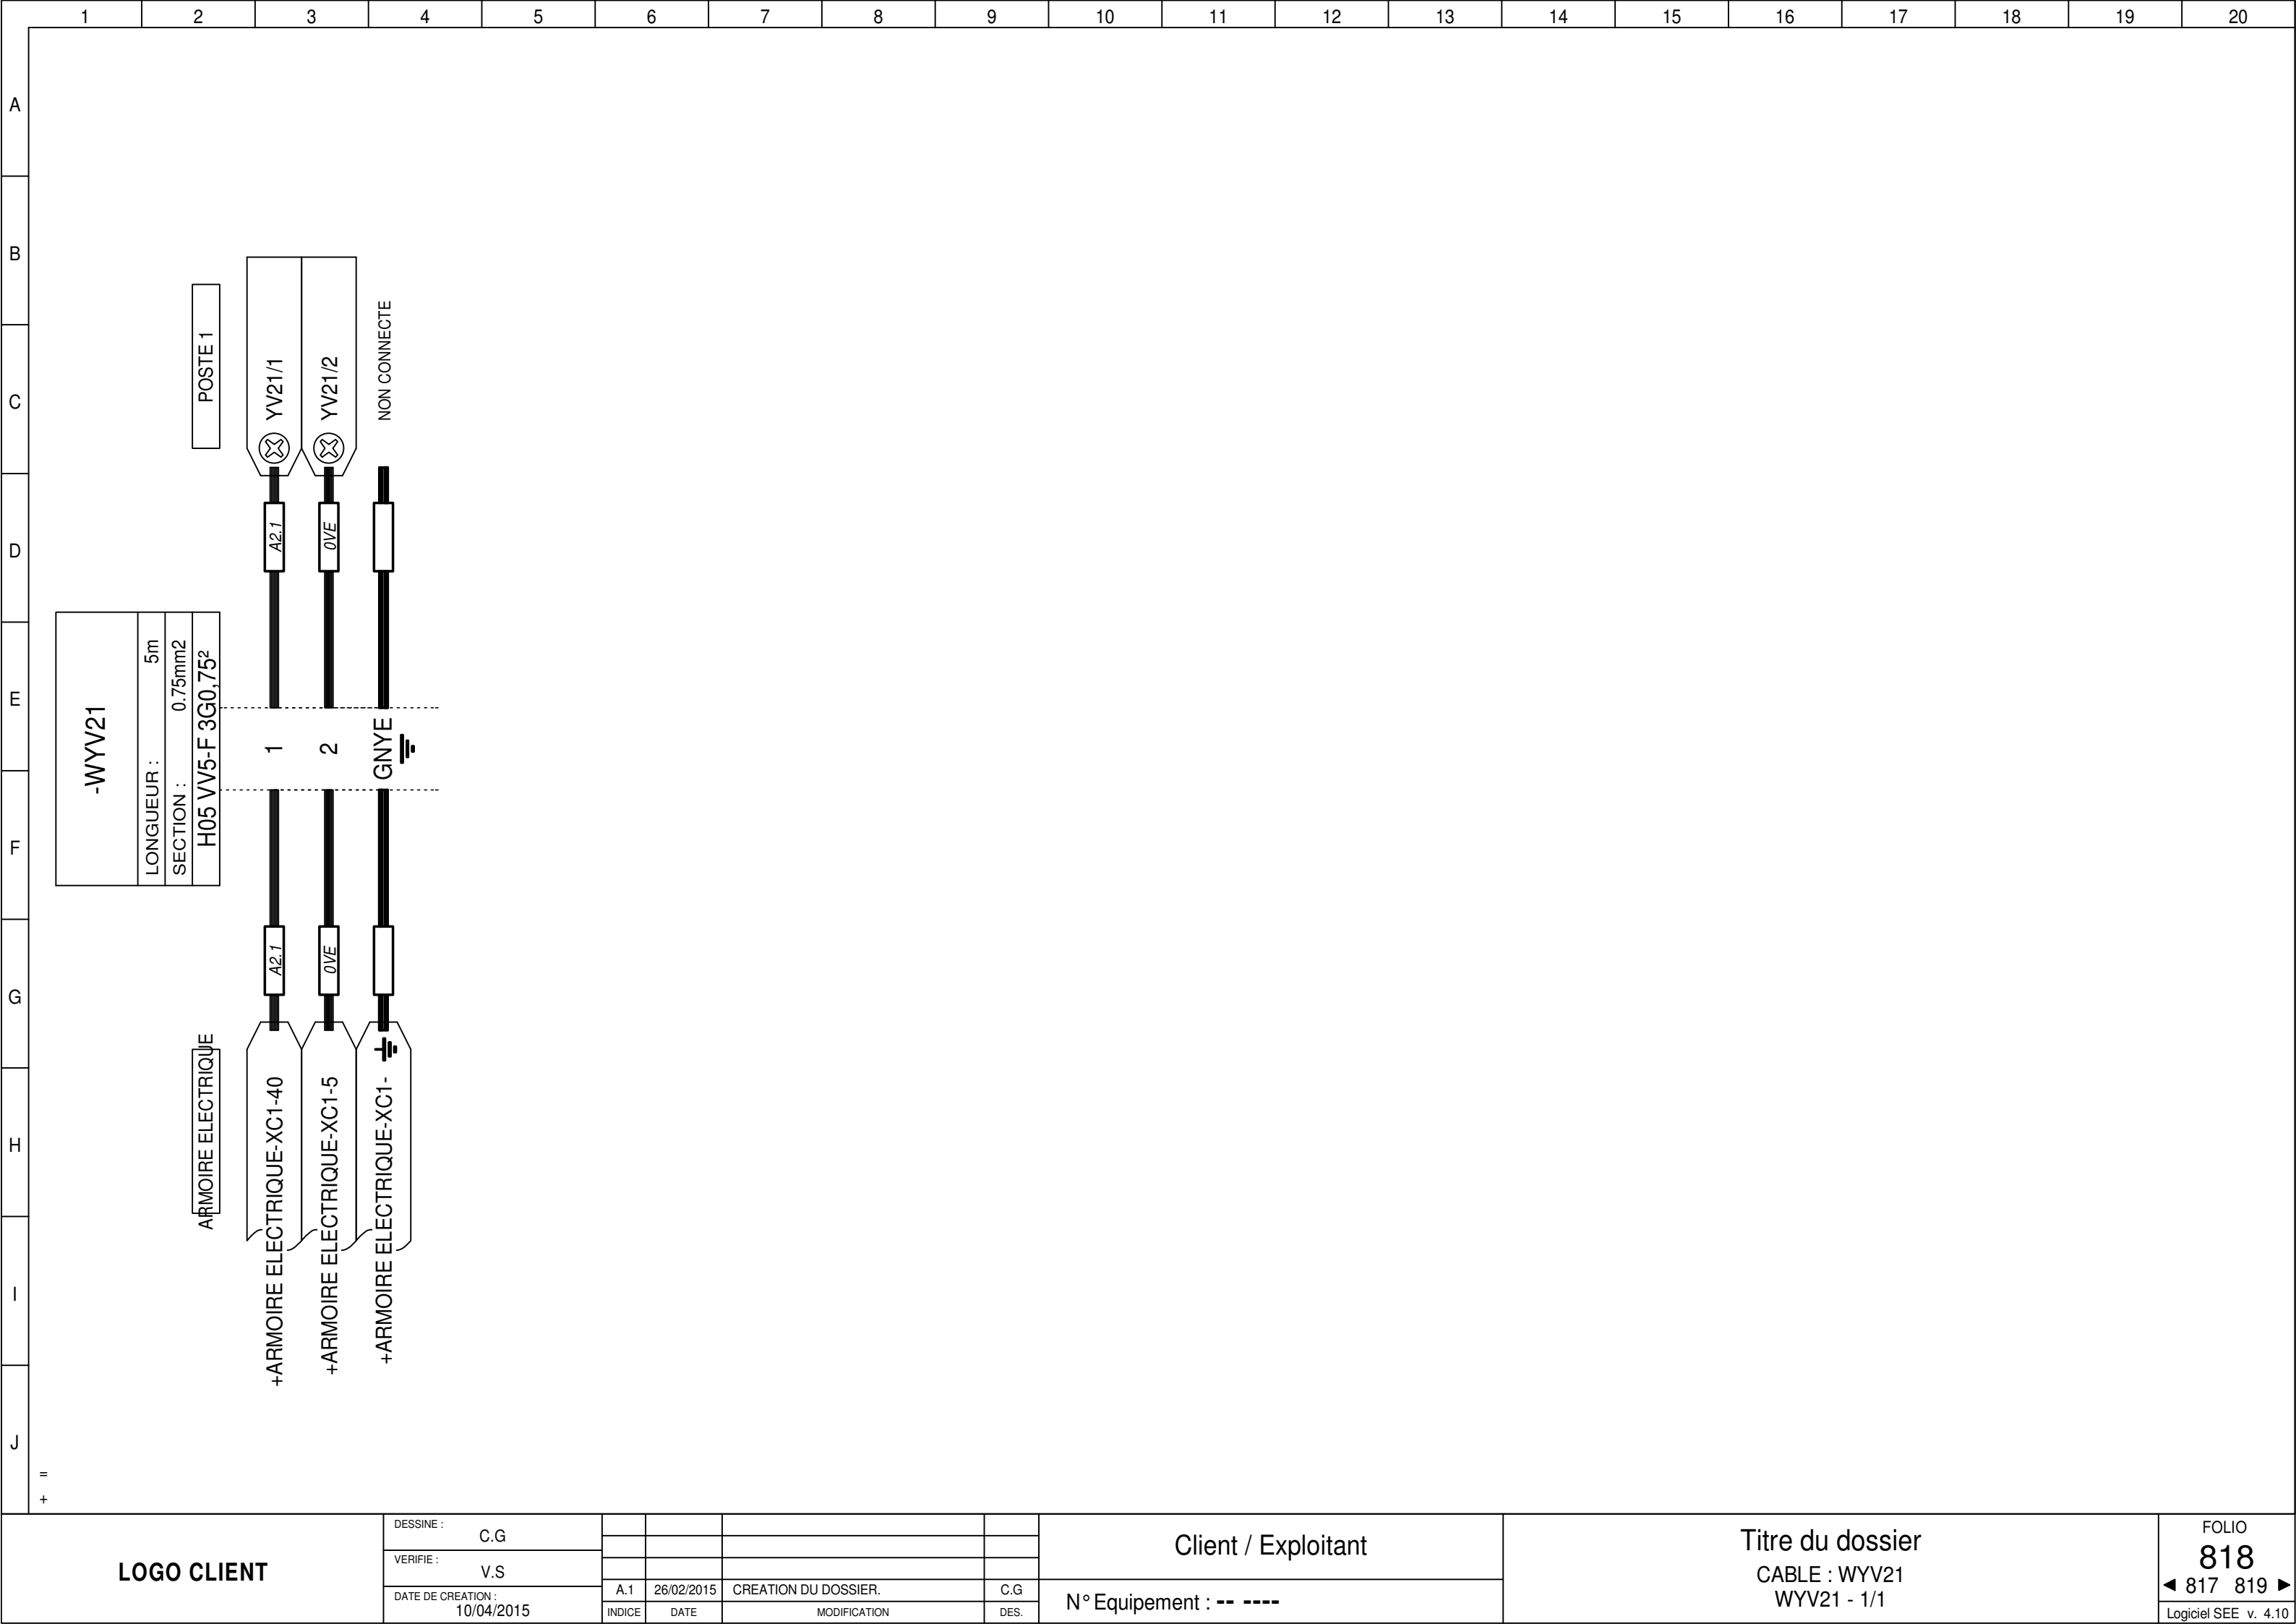 1 2 3 4 5 6 7 8 9 10 11 12 13 14 15 16 17 18 19 20
A
B
C
D
E
F
G
H
I
J
-WYV21
LONGUEUR : 5m
SECTION : 0.75mm2
H05 VV5-F 3G0,75²
POSTE 1
ARMOIRE ELECTRIQUE
YV21/1
A2.1
1
A2.1
+ARMOIRE ELECTRIQUE-XC1-40
YV21/2
0VE
2
0VE
+ARMOIRE ELECTRIQUE-XC1-5
NON CONNECTE
GNYE
+ARMOIRE ELECTRIQUE-XC1-
=
+
LOGO CLIENT
DESSINE :
C.G
VERIFIE :
V.S
DATE DE CREATION :
10/04/2015
A.1 26/02/2015 CREATION DU DOSSIER. C.G
INDICE DATE MODIFICATION DES.
Client / Exploitant
N° Equipement : -- ----
Titre du dossier
CABLE : WYV21
WYV21 - 1/1
FOLIO
818
817 819
Logiciel SEE v. 4.10